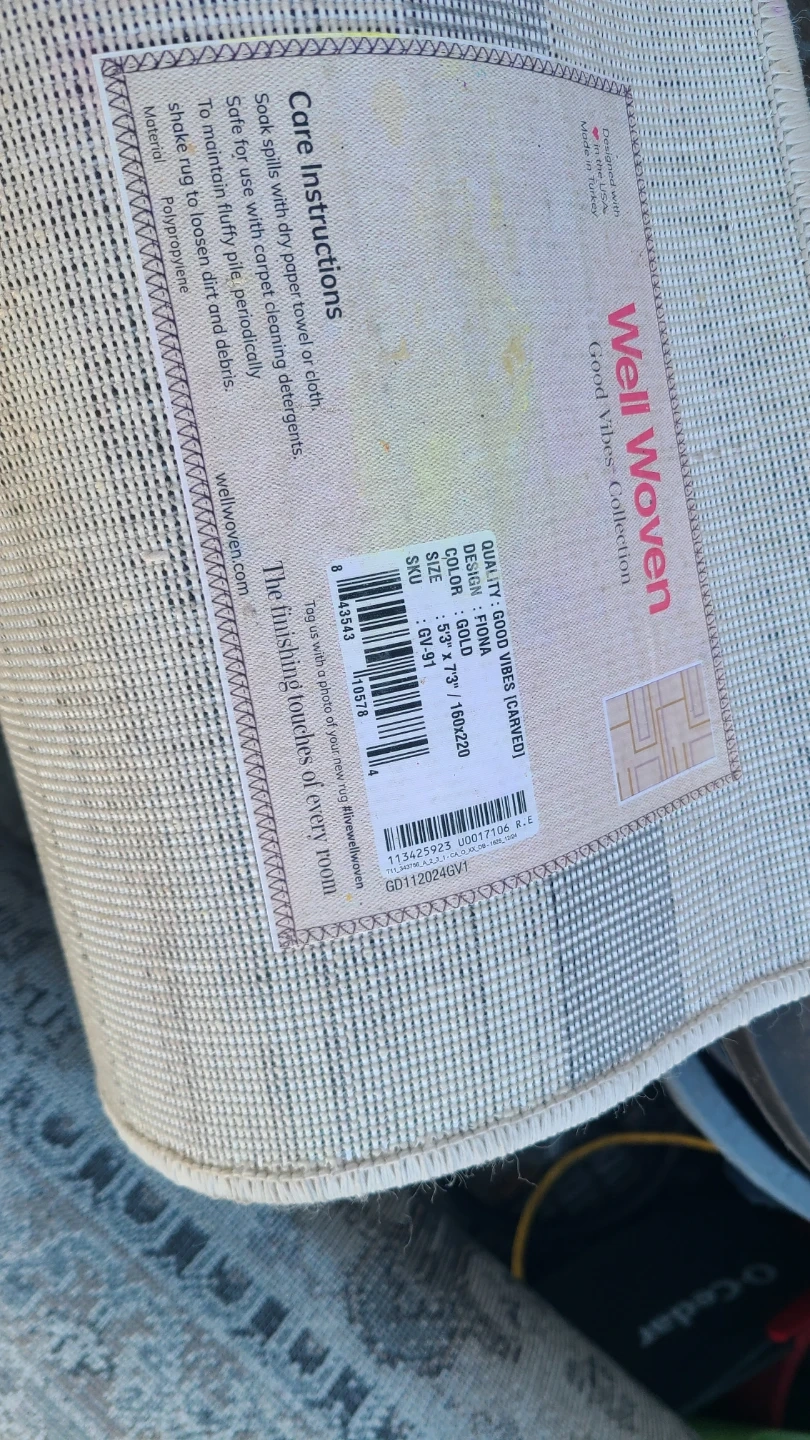 Designed with
♥ in the USA.
Made in Turkey
Well Woven
Good Vibes™ Collection
Care Instructions
Soak spills with dry paper towel or cloth.
Safe for use with carpet cleaning detergents.
To maintain fluffy pile, periodically
shake rug to loosen dirt and debris.
Material Polypropylene
QUALITY : GOOD VIBES [CARVED]
DESIGN : FIONA
COLOR : GOLD
SIZE : 5'3" x 7'3" / 160x220
SKU : GV-91
8 43543 10578 4
113425923 U0017106 R.E
GD112024GV1
Tag us with a photo of your new rug #livewellwoven
The finishing touches of every room
wellwoven.com
O-Cedar